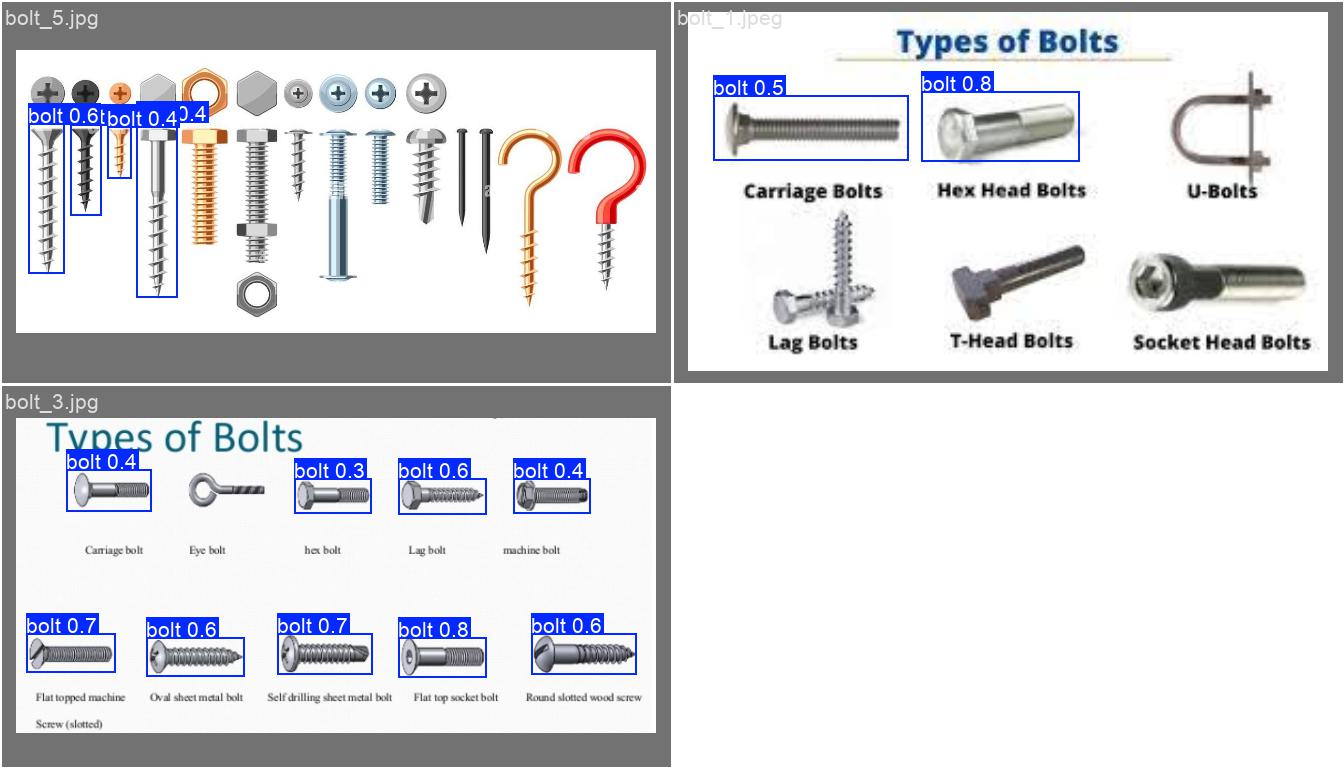 bolt_5.jpg
bolt 0.6
bolt 0.4
0.4
bolt_1.jpeg
Types of Bolts
bolt 0.5
bolt 0.8
Carriage Bolts
Hex Head Bolts
U-Bolts
Lag Bolts
T-Head Bolts
Socket Head Bolts
bolt_3.jpg
Types of Bolts
bolt 0.4
bolt 0.3
bolt 0.6
bolt 0.4
Carriage bolt
Eye bolt
hex bolt
Lag bolt
machine bolt
bolt 0.7
bolt 0.6
bolt 0.7
bolt 0.8
bolt 0.6
Flat topped machine
Screw (slotted)
Oval sheet metal bolt
Self drilling sheet metal bolt
Flat top socket bolt
Round slotted wood screw